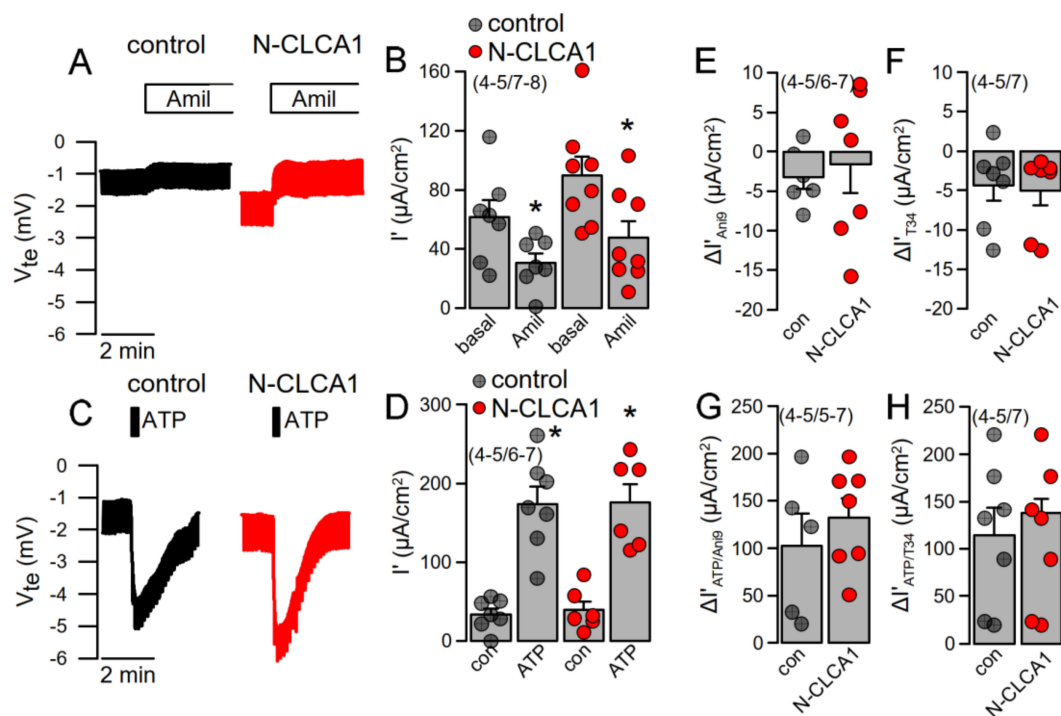 A
control
N-CLCA1
Amil
Amil
0
-1
-2
-3
-4
-5
-6
Vte (mV)
2 min
B
control
N-CLCA1
(4-5/7-8)
*
*
160
120
80
40
0
I' (µA/cm²)
basal
Amil
basal
Amil
E
(4-5/6-7)
10
5
0
-5
-10
-15
-20
ΔI'Ani9 (µA/cm²)
con
N-CLCA1
F
(4-5/7)
10
5
0
-5
-10
-15
-20
ΔI'T34 (µA/cm²)
con
N-CLCA1
C
control
N-CLCA1
ATP
ATP
0
-1
-2
-3
-4
-5
-6
Vte (mV)
2 min
D
control
N-CLCA1
(4-5/6-7)
*
*
300
200
100
0
I' (µA/cm²)
con
ATP
con
ATP
G
(4-5/5-7)
250
200
150
100
50
0
ΔI'ATP/Ani9 (µA/cm²)
con
N-CLCA1
H
(4-5/7)
250
200
150
100
50
0
ΔI'ATP/T34 (µA/cm²)
con
N-CLCA1